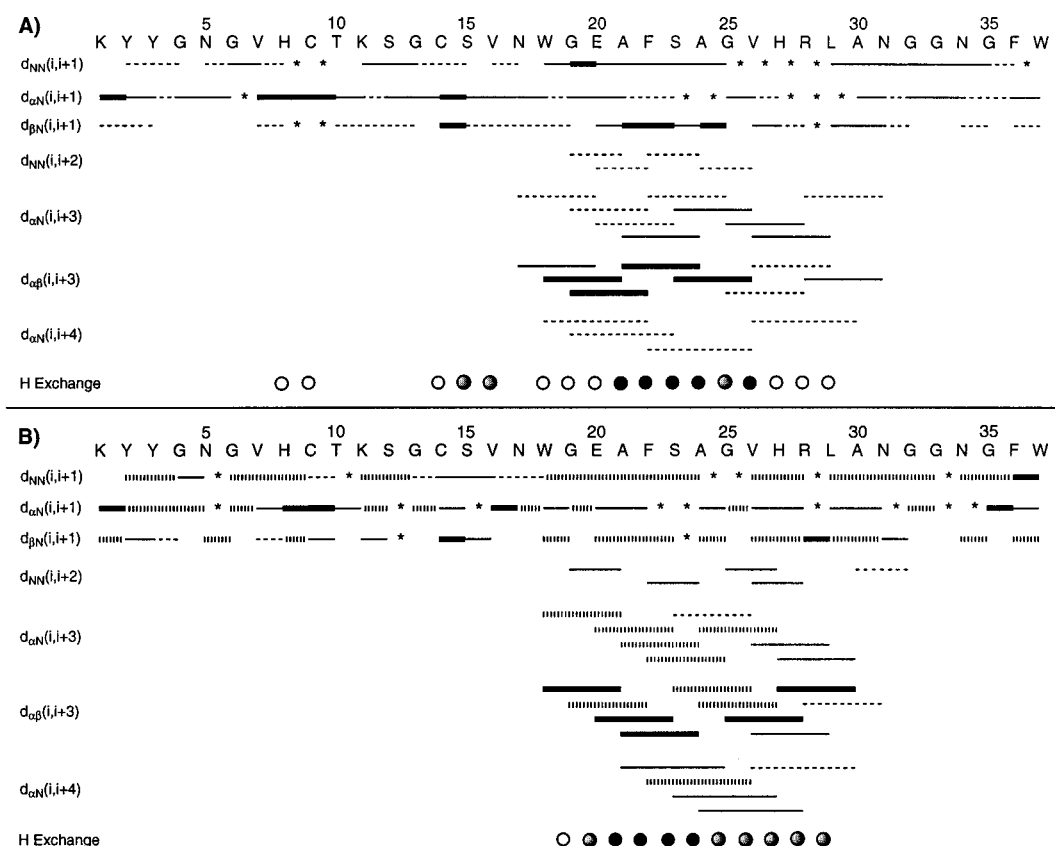 A)
5 10 15 20 25 30 35
K Y Y G N G V H C T K S G C S V N W G E A F S A G V H R L A N G G N G F W
dNN(i,i+1)
* * * * * * *
dαN(i,i+1)
* * * * * *
dβN(i,i+1)
* * *
dNN(i,i+2)
dαN(i,i+3)
dαβ(i,i+3)
dαN(i,i+4)
H Exchange
B)
5 10 15 20 25 30 35
K Y Y G N G V H C T K S G C S V N W G E A F S A G V H R L A N G G N G F W
dNN(i,i+1)
* * * * * *
dαN(i,i+1)
* * * * * * * * *
dβN(i,i+1)
* *
dNN(i,i+2)
dαN(i,i+3)
dαβ(i,i+3)
dαN(i,i+4)
H Exchange